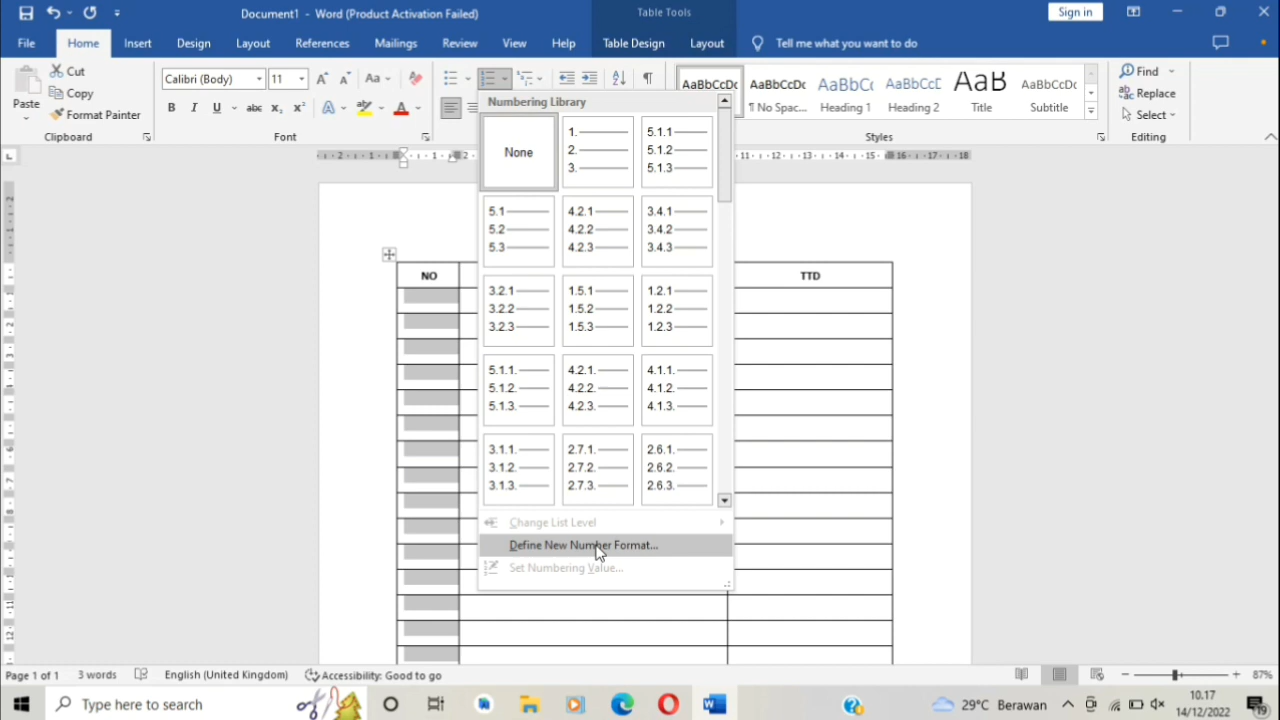 Document1 - Word (Product Activation Failed)
Table Tools
Sign in
File
Home
Insert
Design
Layout
References
Mailings
Review
View
Help
Table Design
Layout
Tell me what you want to do
Paste
Cut
Copy
Format Painter
Clipboard
Calibri (Body)
11
Aa
B I U abc x₂ x²
A
A
Font
AaBbCcDc
AaBbCcDc
¶ No Spac...
AaBbCc
Heading 1
AaBbCcD
Heading 2
AaB
Title
AaBbCcD
Subtitle
Styles
Find
Replace
Select
Editing
Numbering Library
None
1.
2.
3.
5.1.1
5.1.2
5.1.3
5.1
5.2
5.3
4.2.1
4.2.2
4.2.3
3.4.1
3.4.2
3.4.3
3.2.1
3.2.2
3.2.3
1.5.1
1.5.2
1.5.3
1.2.1
1.2.2
1.2.3
5.1.1.
5.1.2.
5.1.3.
4.2.1.
4.2.2.
4.2.3.
4.1.1.
4.1.2.
4.1.3.
3.1.1.
3.1.2.
3.1.3.
2.7.1.
2.7.2.
2.7.3.
2.6.1.
2.6.2.
2.6.3.
Change List Level
Define New Number Format...
Set Numbering Value...
NO
TTD
Page 1 of 1
3 words
English (United Kingdom)
Accessibility: Good to go
87%
Type here to search
29°C Berawan
10.17
14/12/2022
19